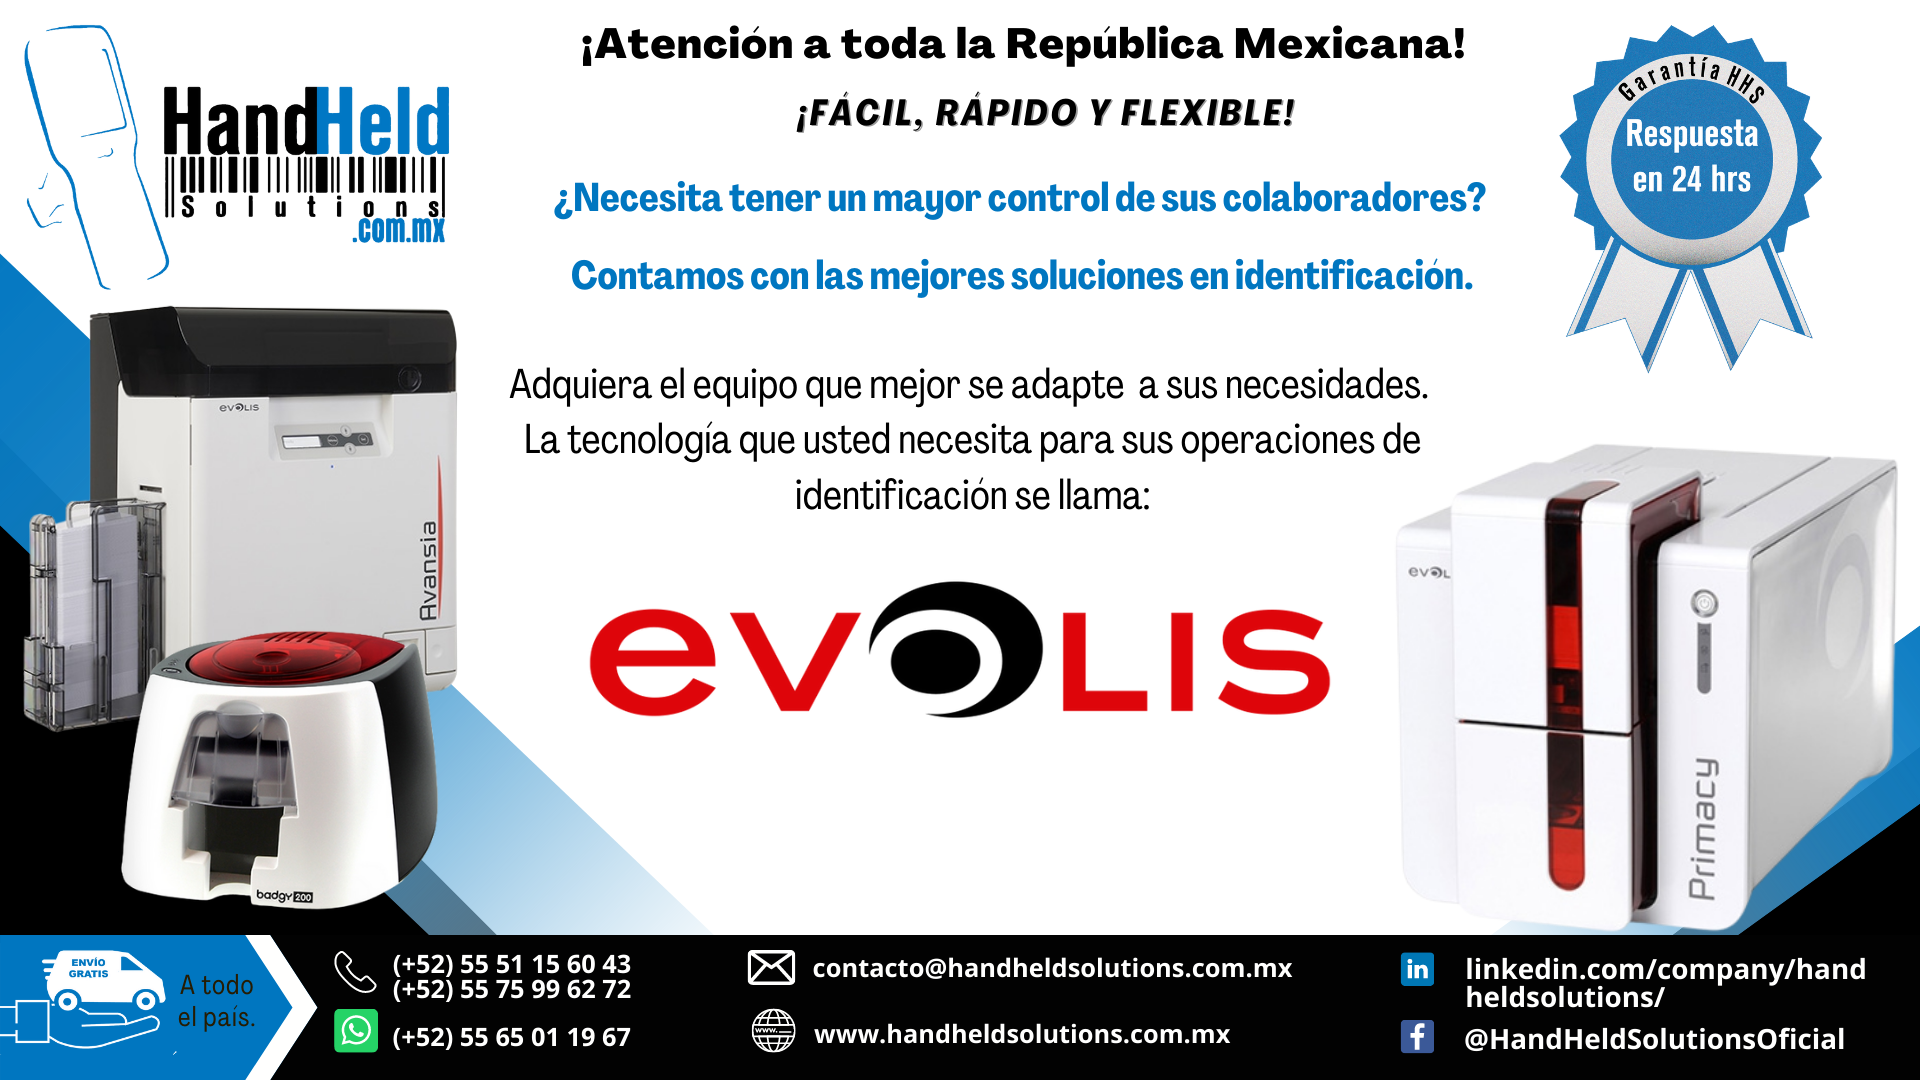 ¡Atención a toda la República Mexicana!
¡FÁCIL, RÁPIDO Y FLEXIBLE!
HandHeld
Solutions
.com.mx
Garantía HHS
Respuesta
en 24 hrs
¿Necesita tener un mayor control de sus colaboradores?
Contamos con las mejores soluciones en identificación.
Adquiera el equipo que mejor se adapte a sus necesidades.
La tecnología que usted necesita para sus operaciones de
identificación se llama:
evolis
evolis
Avansia
badgy 200
evol
Primacy
ENVÍO
GRATIS
A todo
el país.
(+52) 55 51 15 60 43
(+52) 55 75 99 62 72
(+52) 55 65 01 19 67
contacto@handheldsolutions.com.mx
www.
www.handheldsolutions.com.mx
in
linkedin.com/company/hand
heldsolutions/
f
@HandHeldSolutionsOficial